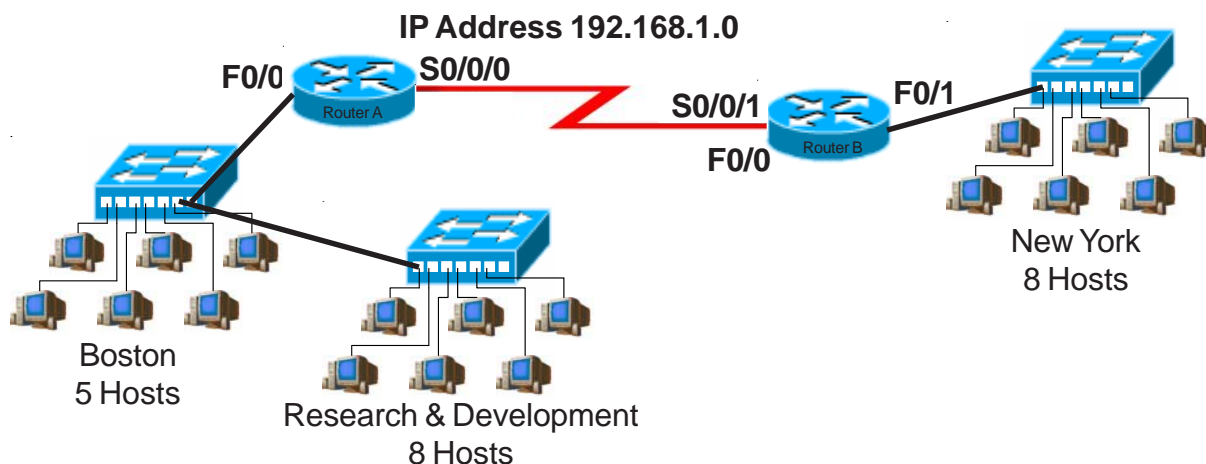 IP Address 192.168.1.0
F0/0
S0/0/0
Router A
S0/0/1
F0/1
Router B
F0/0
New York
8 Hosts
Boston
5 Hosts
Research & Development
8 Hosts